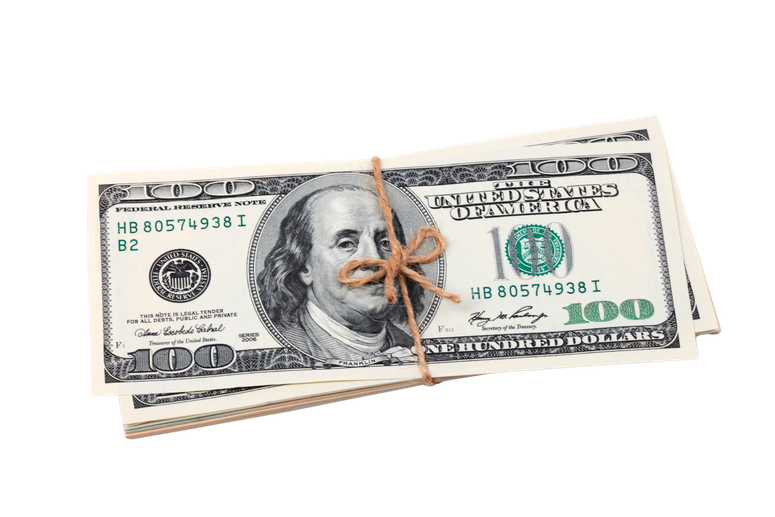 100
100
FEDERAL RESERVE NOTE
THE
UNITED STATES
OF AMERICA
HB 80574938 I
B2
100
HB 80574938 I
THIS NOTE IS LEGAL TENDER
FOR ALL DEBTS, PUBLIC AND PRIVATE
Treasurer of the United States.
SERIES
2006
Secretary of the Treasury.
100
100
FRANKLIN
ONE HUNDRED DOLLARS